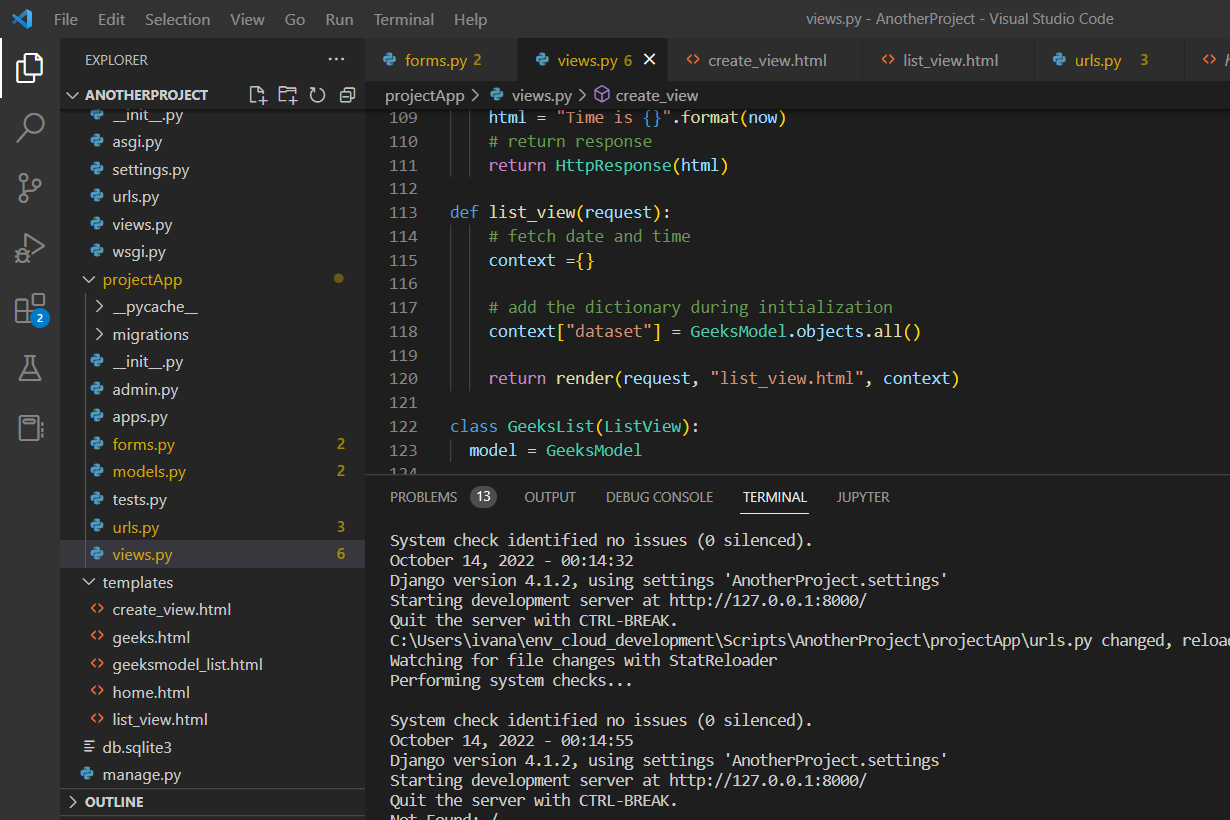 File Edit Selection View Go Run Terminal Help views.py - AnotherProject - Visual Studio Code
EXPLORER ...
ANOTHERPROJECT
__init__.py
asgi.py
settings.py
urls.py
views.py
wsgi.py
projectApp
__pycache__
migrations
__init__.py
admin.py
apps.py
forms.py 2
models.py 2
tests.py
urls.py 3
views.py 6
templates
create_view.html
geeks.html
geeksmodel_list.html
home.html
list_view.html
db.sqlite3
manage.py
OUTLINE
2
forms.py 2 views.py 6 create_view.html list_view.html urls.py 3
projectApp > views.py > create_view
109 html = "Time is {}".format(now)
110 # return response
111 return HttpResponse(html)
112
113 def list_view(request):
114 # fetch date and time
115 context ={}
116
117 # add the dictionary during initialization
118 context["dataset"] = GeeksModel.objects.all()
119
120 return render(request, "list_view.html", context)
121
122 class GeeksList(ListView):
123 model = GeeksModel
124
PROBLEMS 13 OUTPUT DEBUG CONSOLE TERMINAL JUPYTER
System check identified no issues (0 silenced).
October 14, 2022 - 00:14:32
Django version 4.1.2, using settings 'AnotherProject.settings'
Starting development server at http://127.0.0.1:8000/
Quit the server with CTRL-BREAK.
C:\Users\ivana\env_cloud_development\Scripts\AnotherProject\projectApp\urls.py changed, reloa
Watching for file changes with StatReloader
Performing system checks...
System check identified no issues (0 silenced).
October 14, 2022 - 00:14:55
Django version 4.1.2, using settings 'AnotherProject.settings'
Starting development server at http://127.0.0.1:8000/
Quit the server with CTRL-BREAK.
Not Found: /